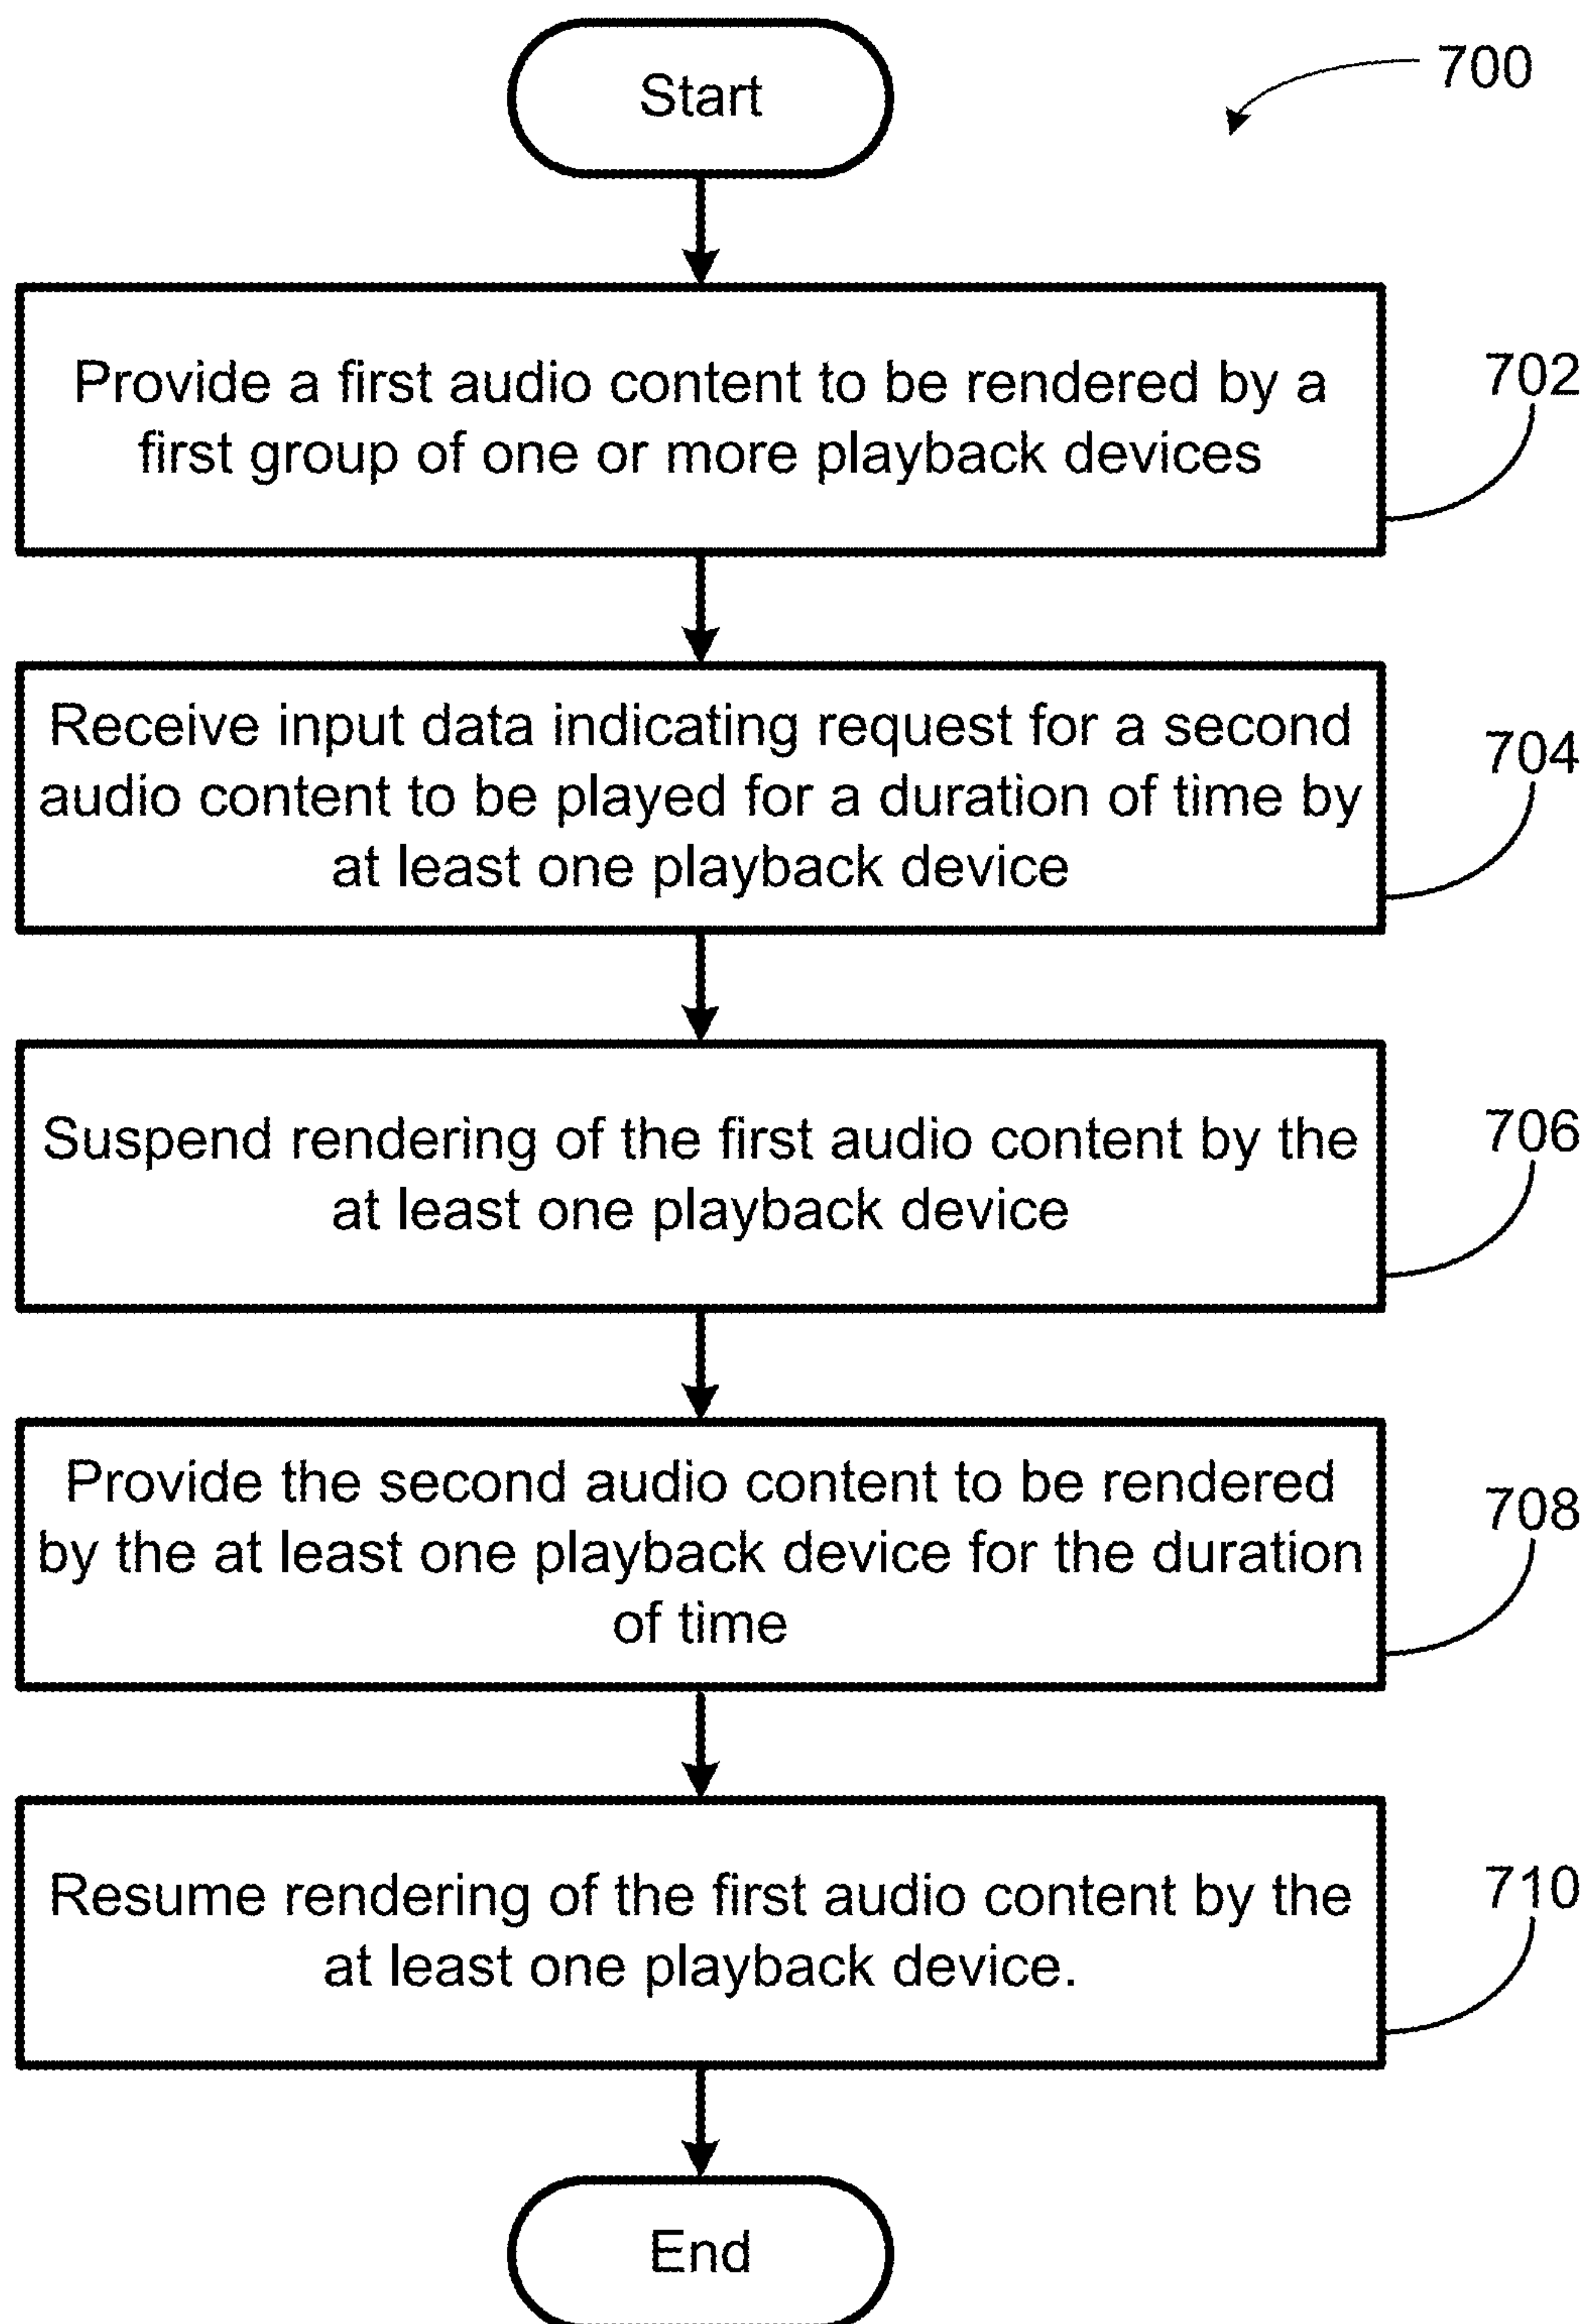 Start
700
Provide a first audio content to be rendered by a
first group of one or more playback devices
702
Receive input data indicating request for a second
audio content to be played for a duration of time by
at least one playback device
704
Suspend rendering of the first audio content by the
at least one playback device
706
Provide the second audio content to be rendered
by the at least one playback device for the duration
of time
708
Resume rendering of the first audio content by the
at least one playback device.
710
End